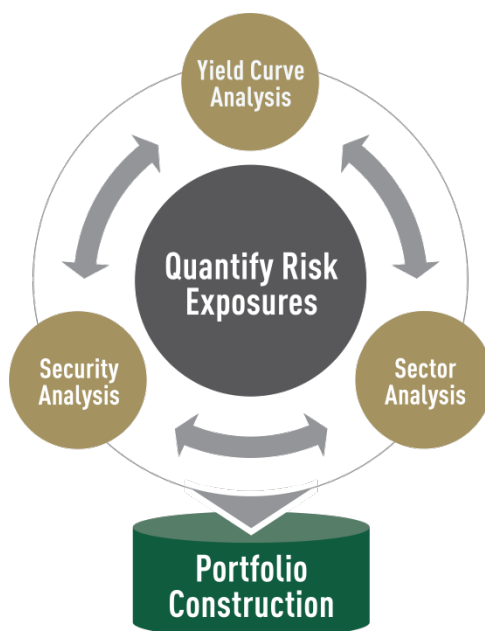 Yield Curve
Analysis
Quantify Risk
Exposures
Security
Analysis
Sector
Analysis
Portfolio
Construction